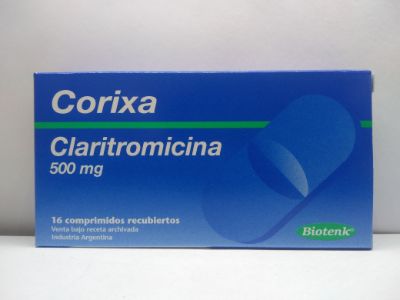 Corixa
Claritromicina
500 mg
16 comprimidos recubiertos
Venta bajo receta archivada
Industria Argentina
Biotenk